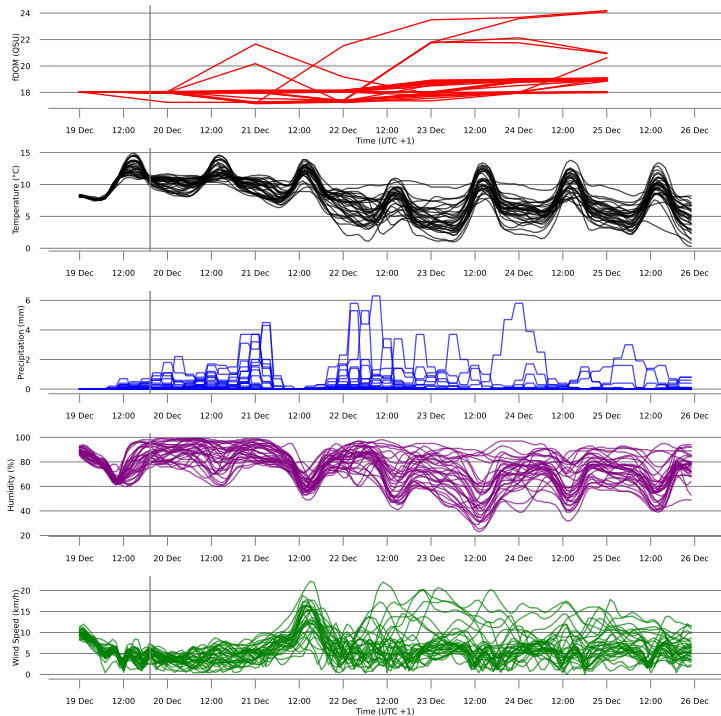 fDOM (QSU)
24
22
20
18
19 Dec 12:00 20 Dec 12:00 21 Dec 12:00 22 Dec 12:00 23 Dec 12:00 24 Dec 12:00 25 Dec 12:00 26 Dec
Time (UTC +1)
Temperature (°C)
15
10
5
0
19 Dec 12:00 20 Dec 12:00 21 Dec 12:00 22 Dec 12:00 23 Dec 12:00 24 Dec 12:00 25 Dec 12:00 26 Dec
Precipitation (mm)
6
4
2
0
19 Dec 12:00 20 Dec 12:00 21 Dec 12:00 22 Dec 12:00 23 Dec 12:00 24 Dec 12:00 25 Dec 12:00 26 Dec
Humidity (%)
100
80
60
40
20
19 Dec 12:00 20 Dec 12:00 21 Dec 12:00 22 Dec 12:00 23 Dec 12:00 24 Dec 12:00 25 Dec 12:00 26 Dec
Wind Speed (km/h)
20
15
10
5
0
19 Dec 12:00 20 Dec 12:00 21 Dec 12:00 22 Dec 12:00 23 Dec 12:00 24 Dec 12:00 25 Dec 12:00 26 Dec
Time (UTC +1)